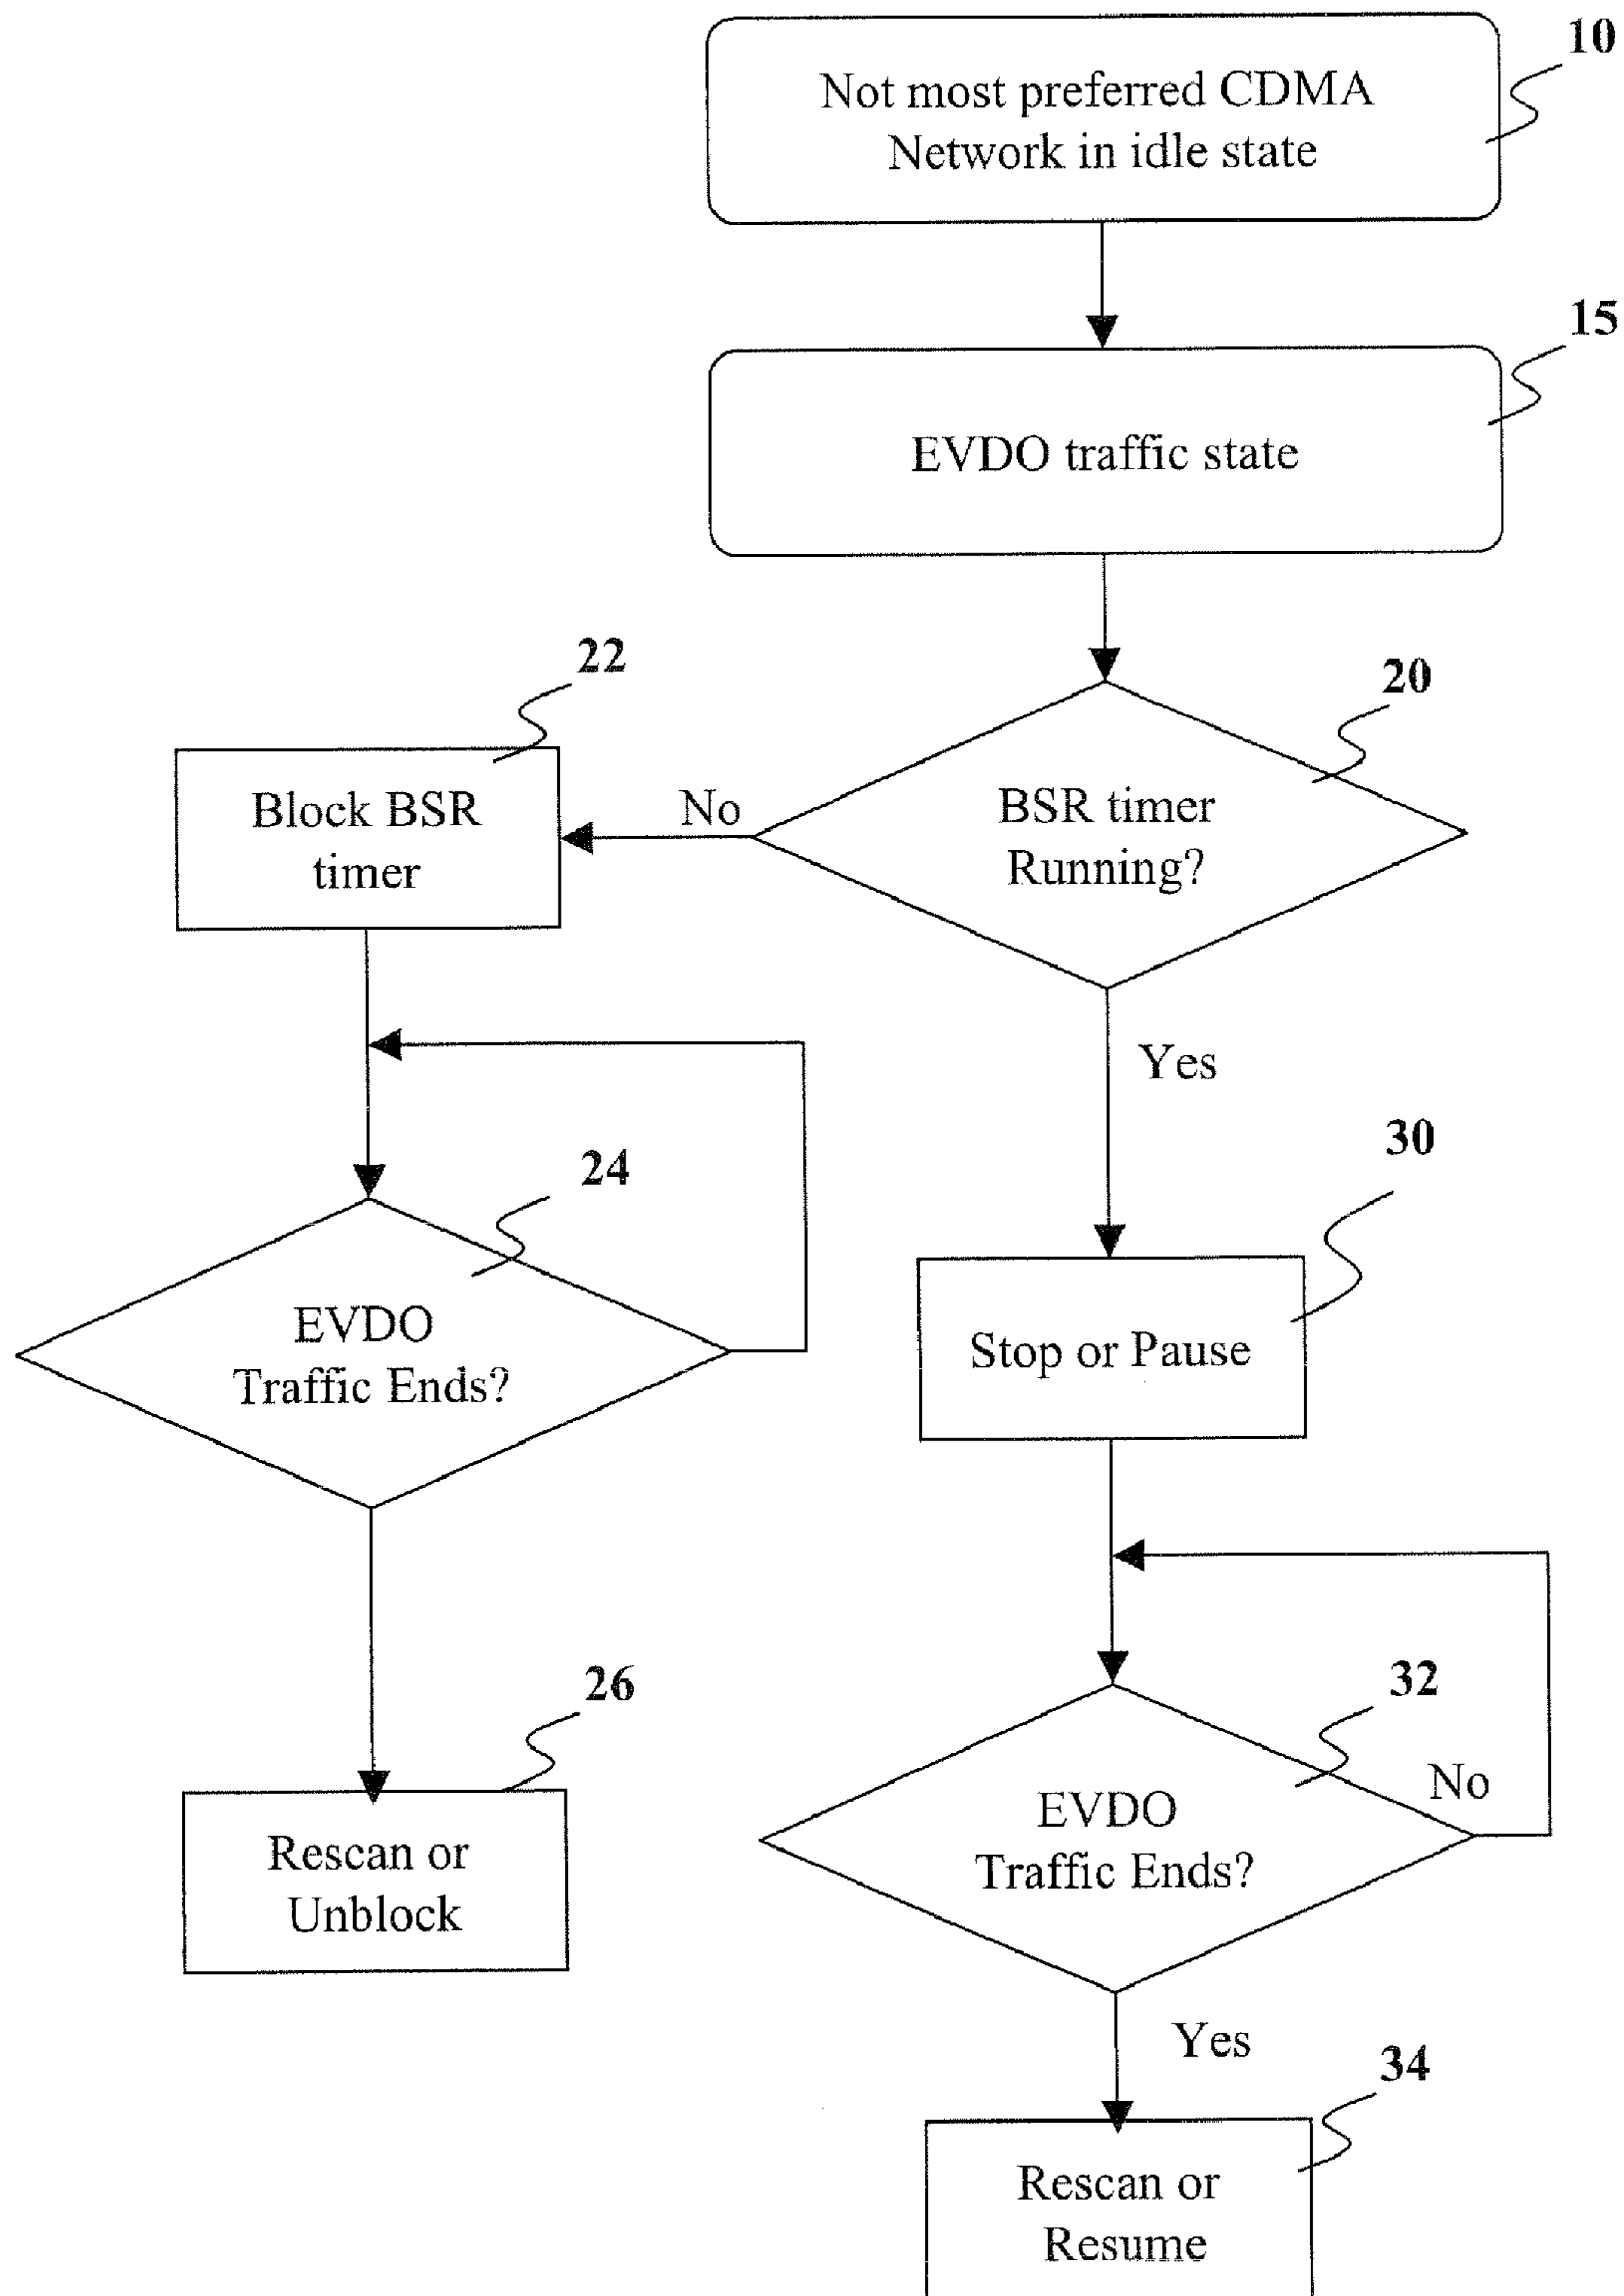 10
Not most preferred CDMA
Network in idle state
15
EVDO traffic state
22
20
Block BSR
timer
No
BSR timer
Running?
Yes
24
30
EVDO
Traffic Ends?
Stop or Pause
26
32
Rescan or
Unblock
No
EVDO
Traffic Ends?
Yes
34
Rescan or
Resume